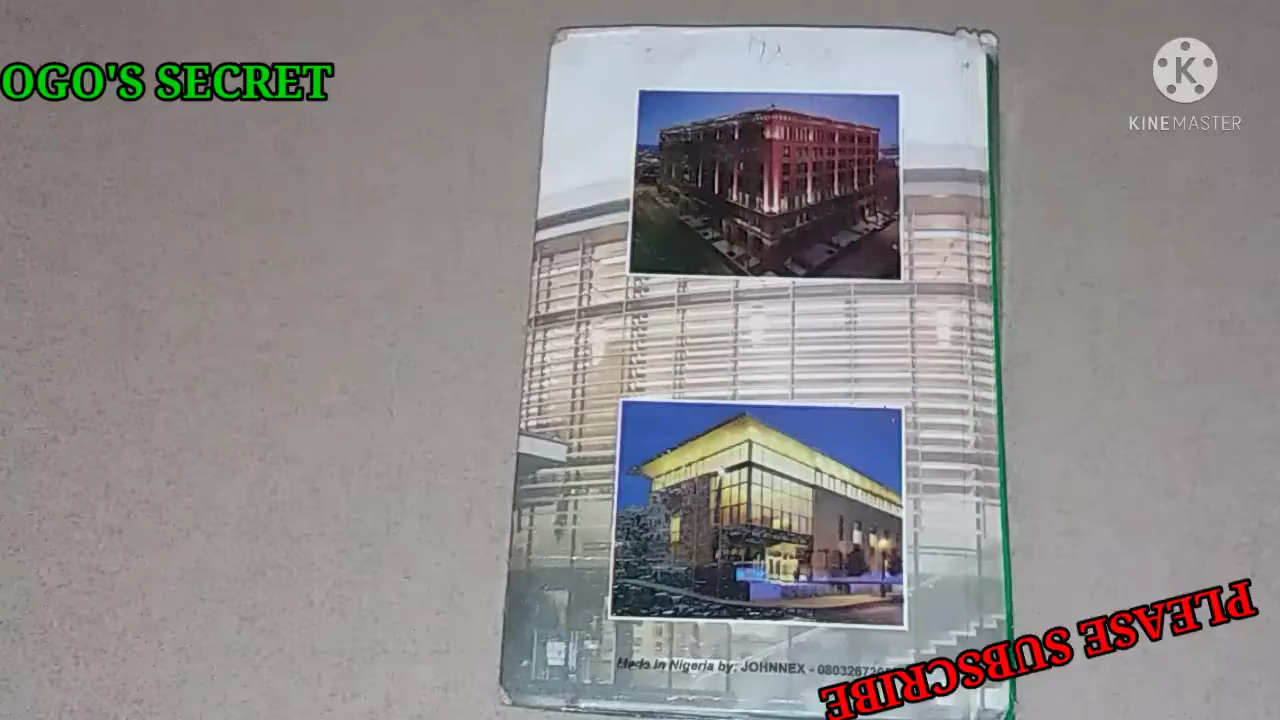 OGO'S SECRET
K
KINEMASTER
Made in Nigeria by: JOHNNEX -
PLEASE SUBSCRIBE